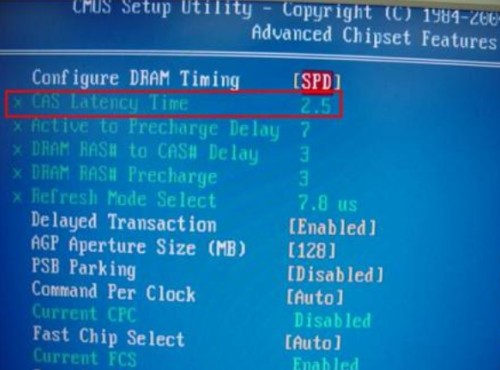 CMOS Setup Utility - Copyright (C) 1984-200
Advanced Chipset Features
Configure DRAM Timing [SPD]
x CAS Latency Time 2.5
x Active to Precharge Delay 7
x DRAM RAS# to CAS# Delay 3
x DRAM RAS# Precharge 3
x Refresh Mode Select 7.8 us
Delayed Transaction [Enabled]
AGP Aperture Size (MB) [128]
PSB Parking [Disabled]
Command Per Clock [Auto]
Current CPC Disabled
Fast Chip Select [Auto]
Current FCS Enabled